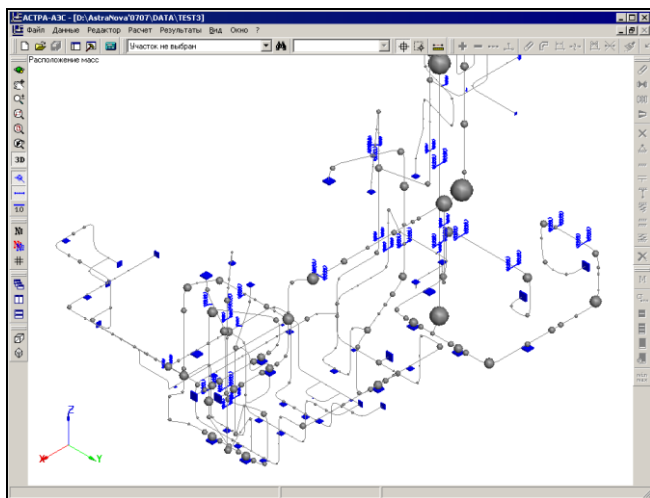 АСТРА-АЭС - [D:\AstraNova'0707\DATA\TEST3]
Файл Данные Редактор Расчет Результаты Вид Окно ?
Участок не выбран
Расположение масс
3D
1.0
№
Z
X
Y